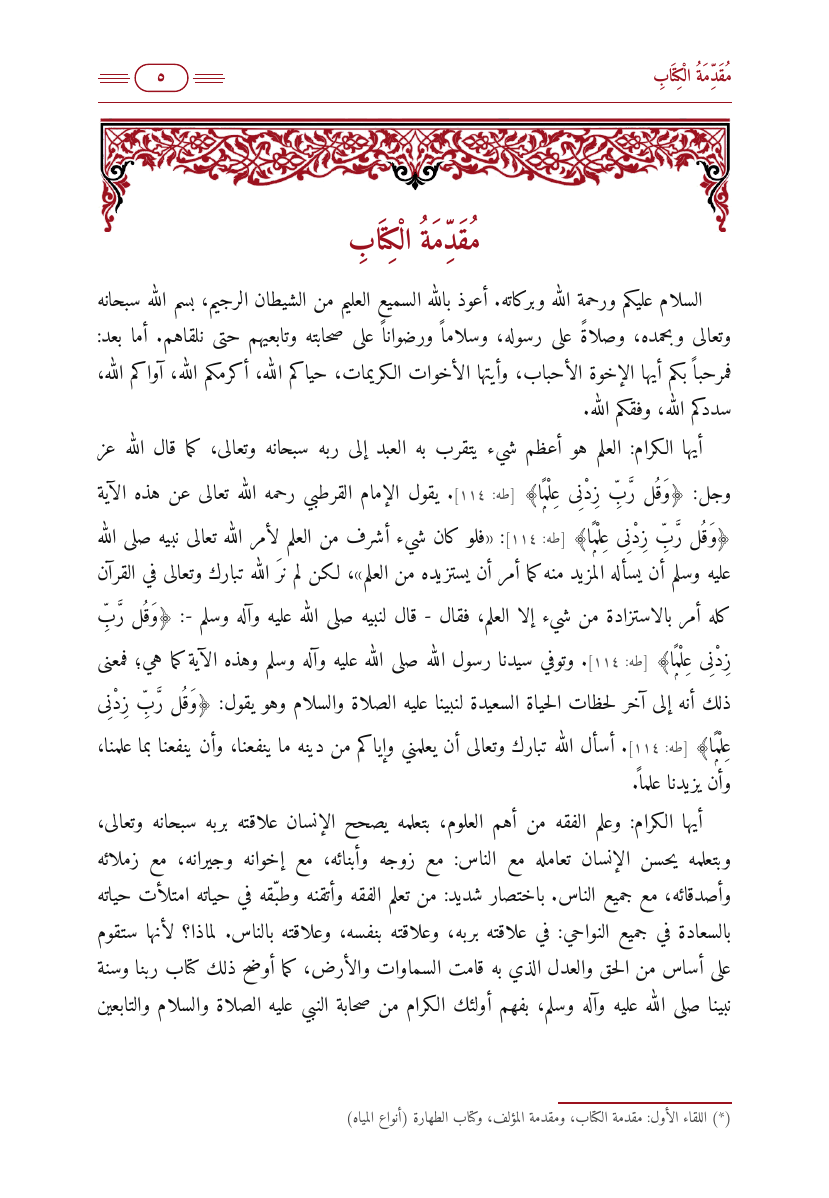 مُقَدِّمَةُ الْكِتَابِ
٥
مُقَدِّمَةُ الْكِتَابِ
السلام عليكم ورحمة الله وبركاته. أعوذ بالله السميع العليم من الشيطان الرجيم، بسم الله سبحانه
وتعالى وبحمده، وصلاةً على رسوله، وسلاماً ورضواناً على صحابته وتابعيهم حتى نلقاهم. أما بعد:
فمرحباً بكم أيها الإخوة الأحباب، وأيتها الأخوات الكريمات، حياكم الله، أكرمكم الله، آواكم الله،
سددكم الله، وفقكم الله.
أيها الكرام: العلم هو أعظم شيء يتقرب به العبد إلى ربه سبحانه وتعالى، كما قال الله عز
وجل: ﴿وَقُل رَّبِّ زِدْنِى عِلْمًا﴾ [طه: ١١٤]. يقول الإمام القرطبي رحمه الله تعالى عن هذه الآية
﴿وَقُل رَّبِّ زِدْنِى عِلْمًا﴾ [طه: ١١٤]: «فلو كان شيء أشرف من العلم لأمر الله تعالى نبيه صلى الله
عليه وسلم أن يسأله المزيد منه كما أمر أن يستزيده من العلم»، لكن لم نرَ الله تبارك وتعالى في القرآن
كله أمر بالاستزادة من شيء إلا العلم، فقال - قال لنبيه صلى الله عليه وآله وسلم -: ﴿وَقُل رَّبِّ
زِدْنِى عِلْمًا﴾ [طه: ١١٤]. وتوفي سيدنا رسول الله صلى الله عليه وآله وسلم وهذه الآية كما هي؛ فمعنى
ذلك أنه إلى آخر لحظات الحياة السعيدة لنبينا عليه الصلاة والسلام وهو يقول: ﴿وَقُل رَّبِّ زِدْنِى
عِلْمًا﴾ [طه: ١١٤]. أسأل الله تبارك وتعالى أن يعلمني وإياكم من دينه ما ينفعنا، وأن ينفعنا بما علمنا،
وأن يزيدنا علماً.
أيها الكرام: وعلم الفقه من أهم العلوم، بتعلمه يصحح الإنسان علاقته بربه سبحانه وتعالى،
وبتعلمه يحسن الإنسان تعامله مع الناس: مع زوجه وأبنائه، مع إخوانه وجيرانه، مع زملائه
وأصدقائه، مع جميع الناس. باختصار شديد: من تعلم الفقه وأتقنه وطبّقه في حياته امتلأت حياته
بالسعادة في جميع النواحي: في علاقته بربه، وعلاقته بنفسه، وعلاقته بالناس. لماذا؟ لأنها ستقوم
على أساس من الحق والعدل الذي به قامت السماوات والأرض، كما أوضح ذلك كتاب ربنا وسنة
نبينا صلى الله عليه وآله وسلم، بفهم أولئك الكرام من صحابة النبي عليه الصلاة والسلام والتابعين
(*) اللقاء الأول: مقدمة الكتاب، ومقدمة المؤلف، وكتاب الطهارة (أنواع المياه)